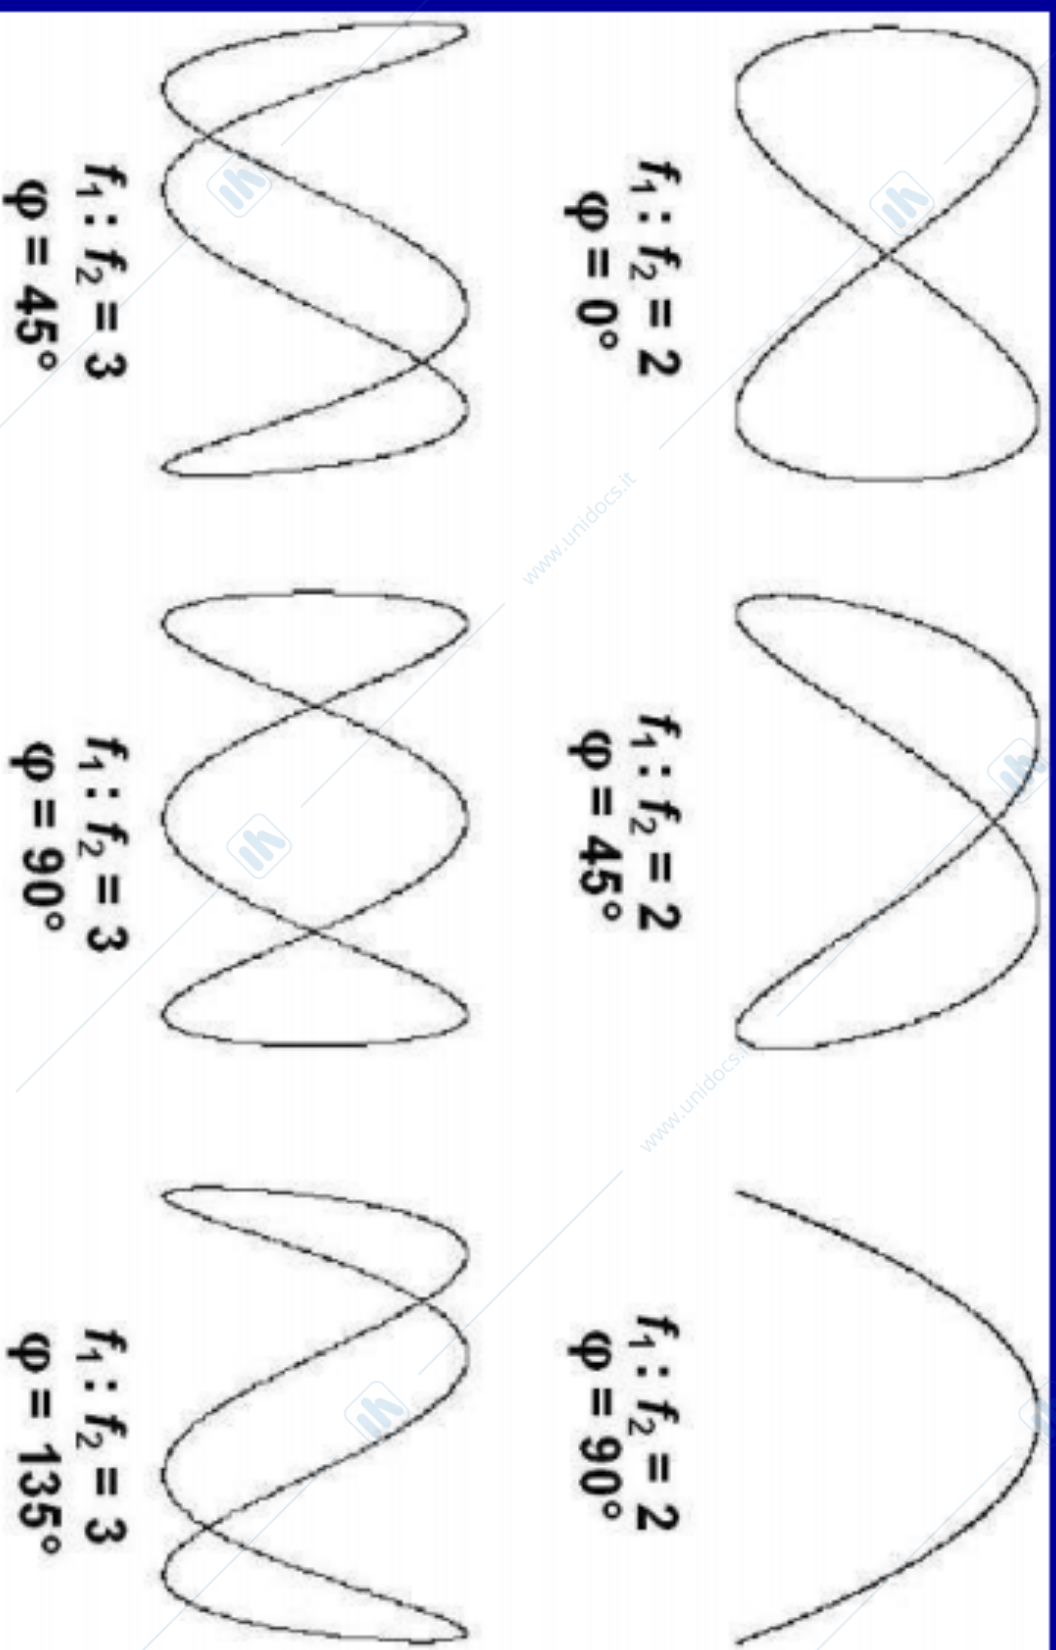 f₁ : f₂ = 2
φ = 0°
f₁ : f₂ = 2
φ = 45°
f₁ : f₂ = 2
φ = 90°
f₁ : f₂ = 3
φ = 45°
f₁ : f₂ = 3
φ = 90°
f₁ : f₂ = 3
φ = 135°
www.unidocs.it
www.unidocs.it